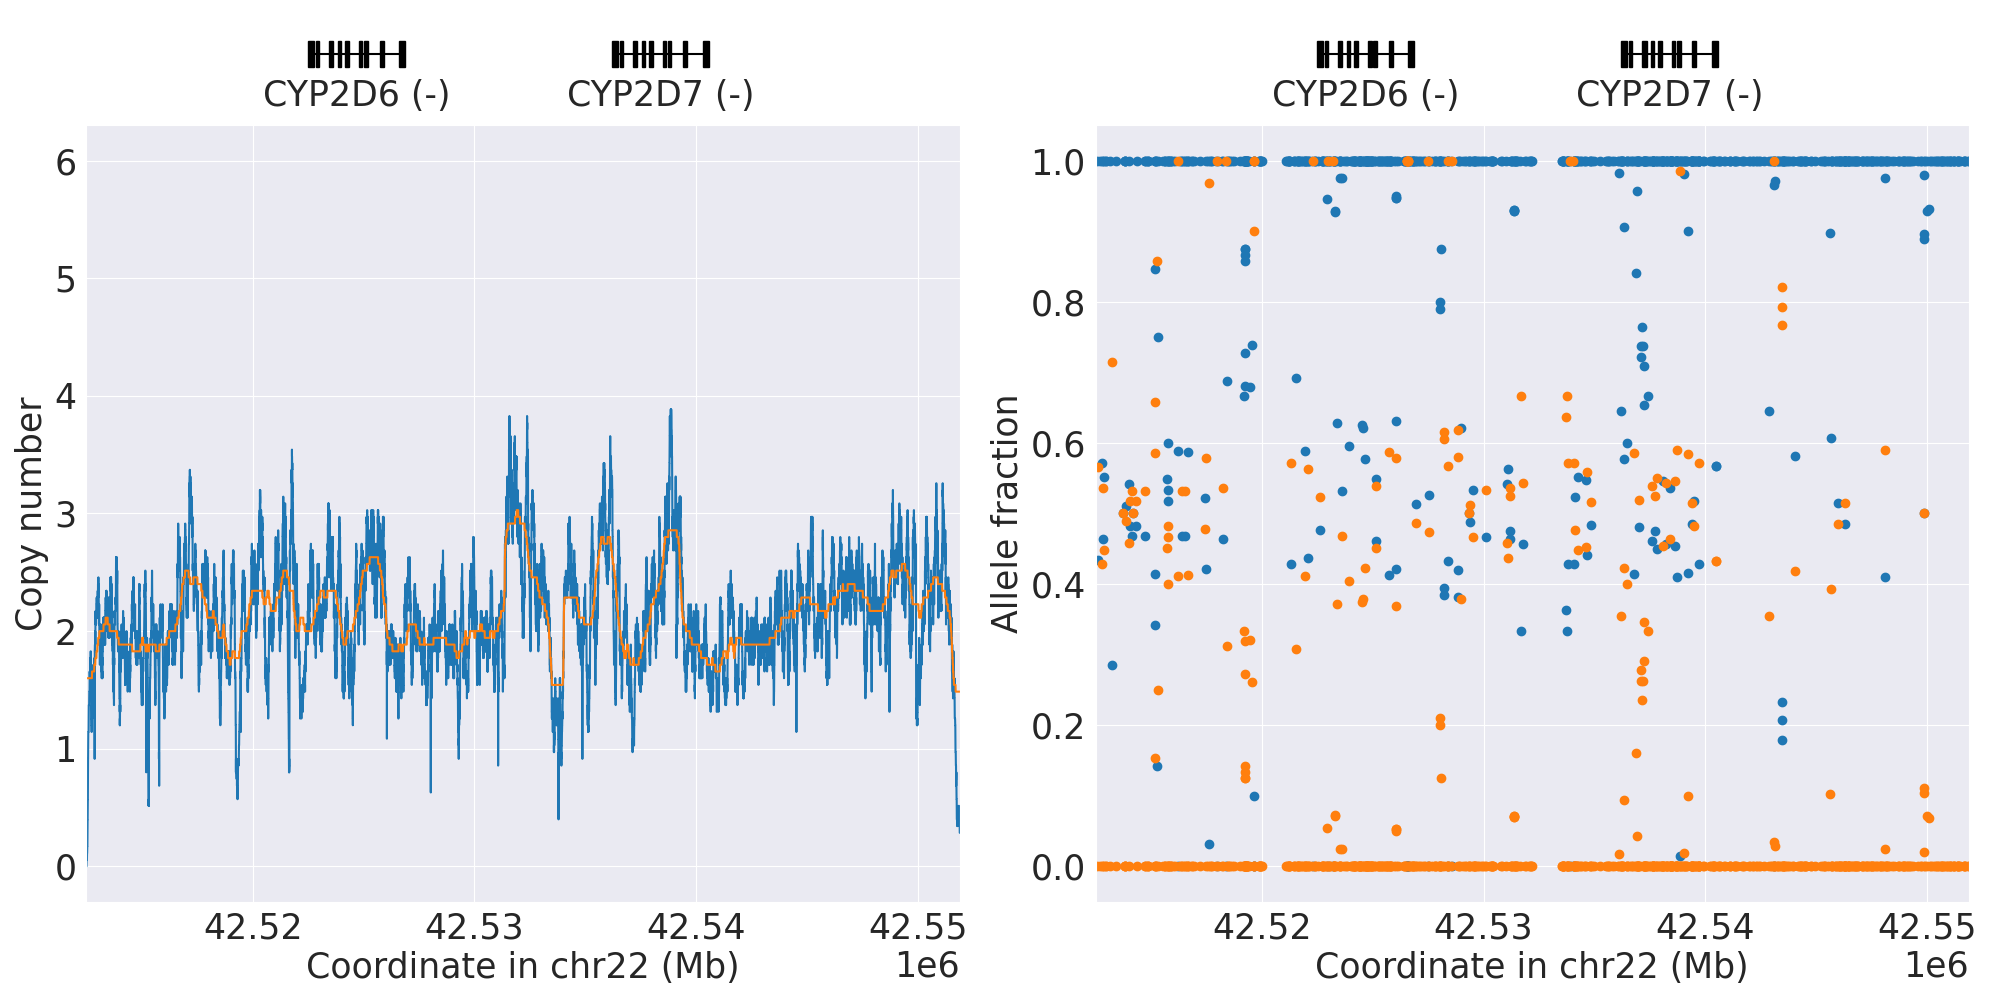 CYP2D6 (-)
CYP2D7 (-)
6
5
4
3
2
1
0
Copy number
42.52
42.53
42.54
42.55
Coordinate in chr22 (Mb)
1e6
CYP2D6 (-)
CYP2D7 (-)
1.0
0.8
0.6
0.4
0.2
0.0
Allele fraction
42.52
42.53
42.54
42.55
Coordinate in chr22 (Mb)
1e6